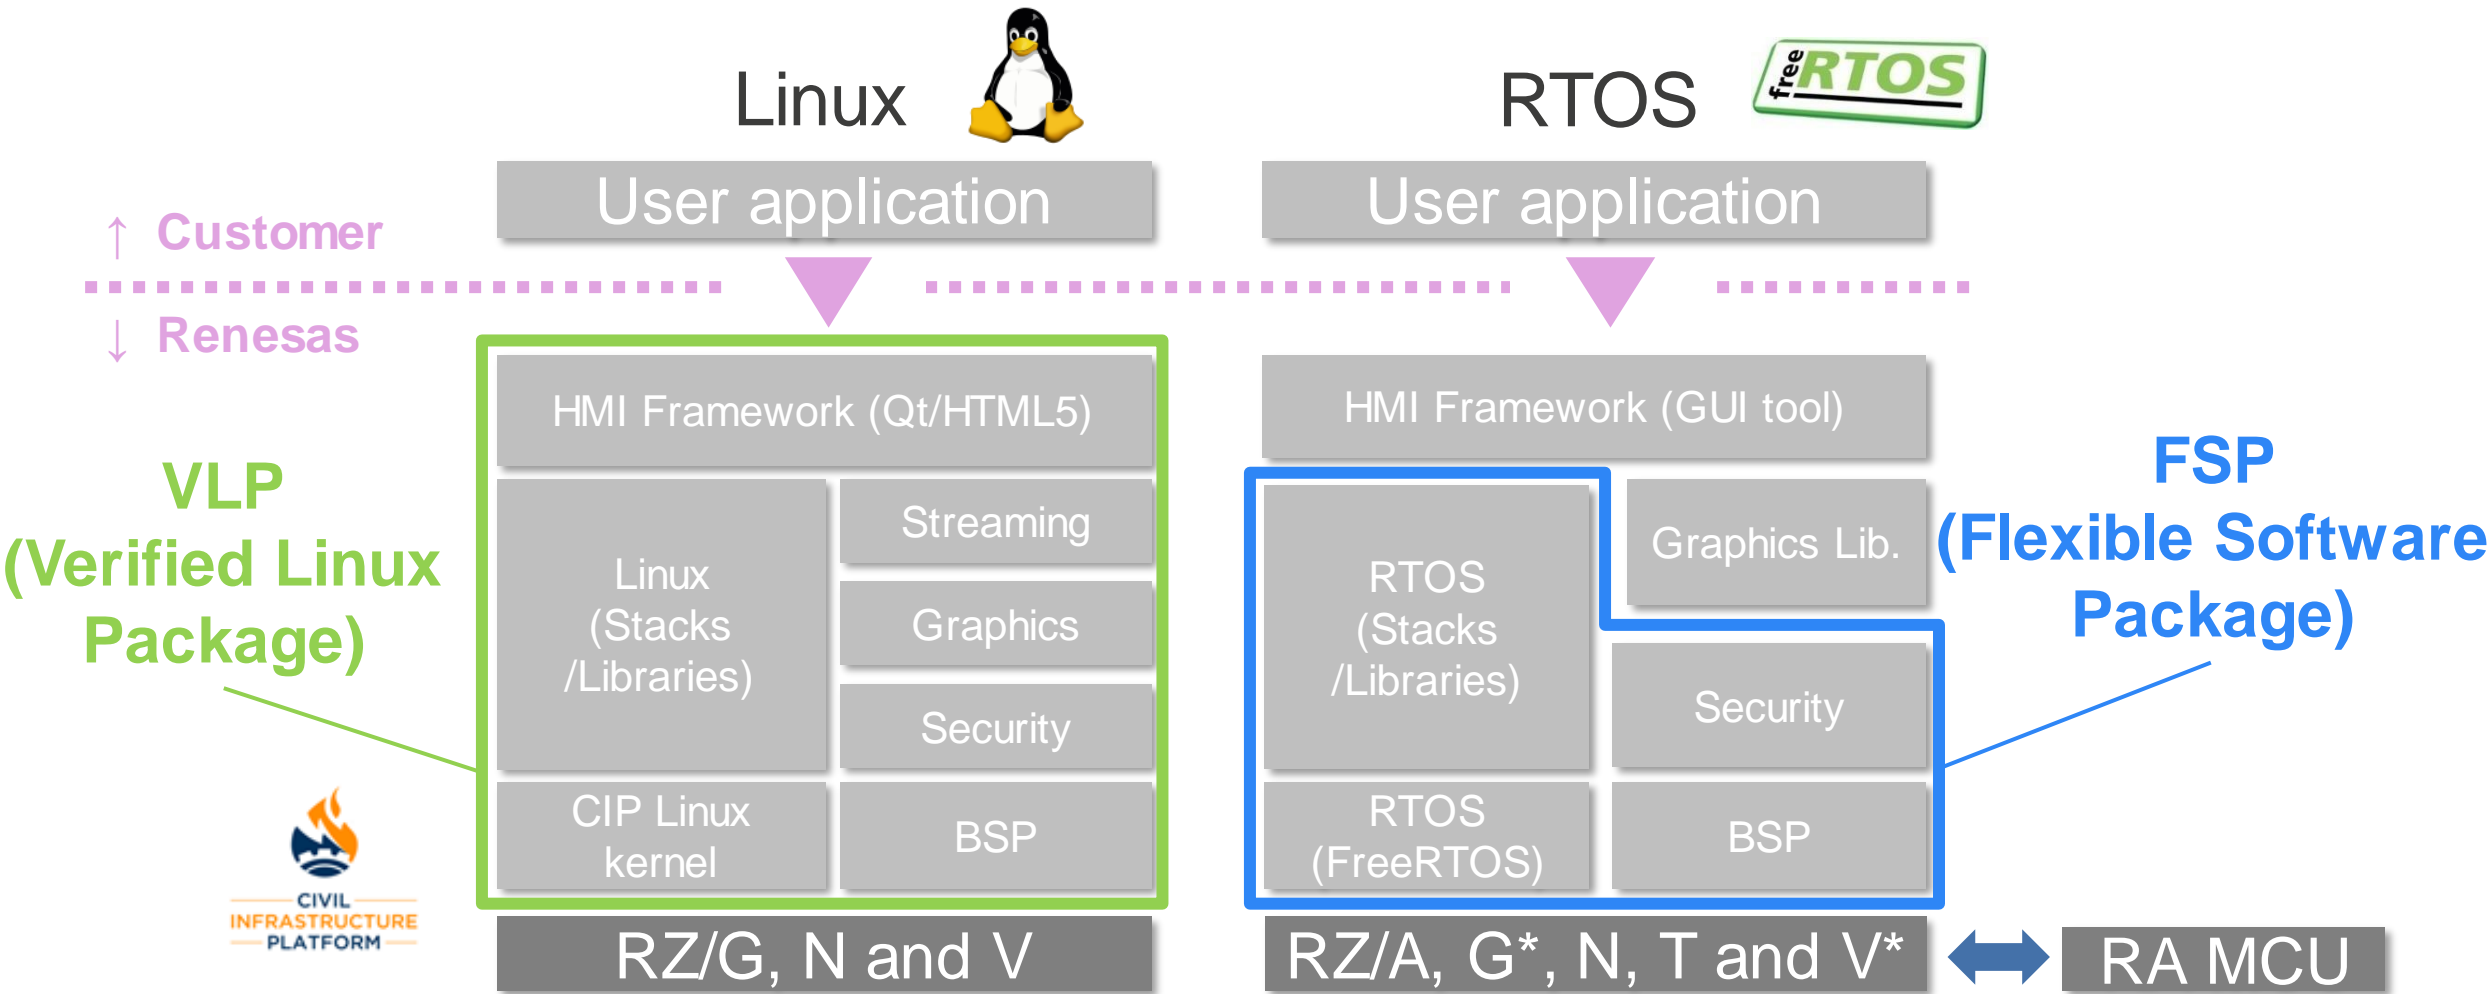 Linux
RTOS
freeRTOS
User application
User application
↑ Customer
↓ Renesas
VLP
(Verified Linux
Package)
HMI Framework (Qt/HTML5)
Linux
(Stacks
/Libraries)
Streaming
Graphics
Security
CIP Linux
kernel
BSP
CIVIL
INFRASTRUCTURE
PLATFORM
RZ/G, N and V
HMI Framework (GUI tool)
RTOS
(Stacks
/Libraries)
Graphics Lib.
Security
RTOS
(FreeRTOS)
BSP
FSP
(Flexible Software
Package)
RZ/A, G*, N, T and V*
RA MCU